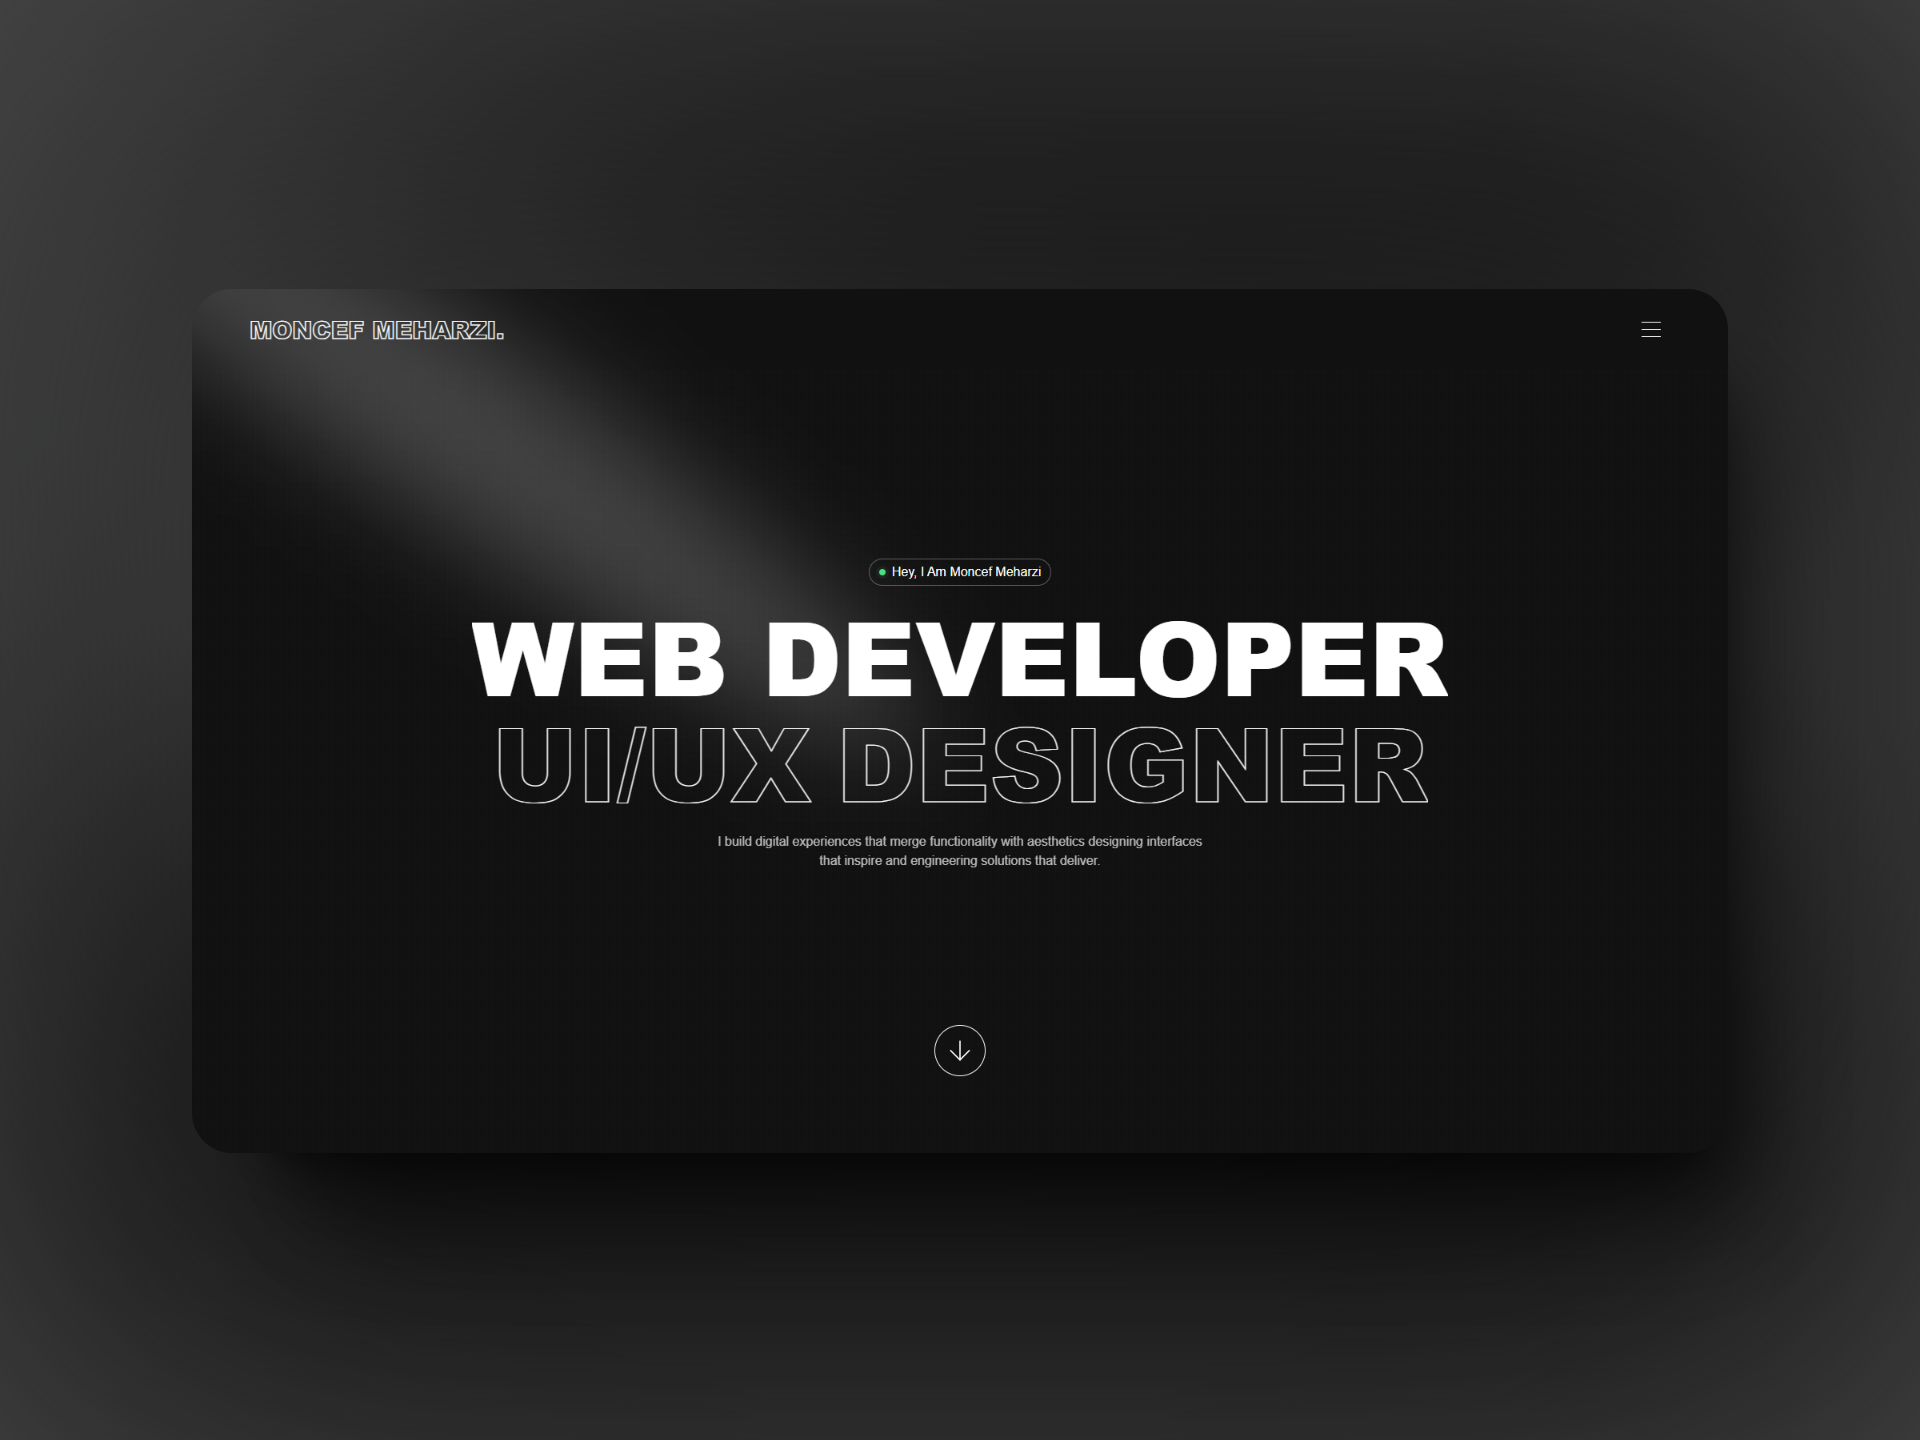 MONCEF MEHARZI.
Hey, I Am Moncef Meharzi
WEB DEVELOPER
UI/UX DESIGNER
I build digital experiences that merge functionality with aesthetics designing interfaces
that inspire and engineering solutions that deliver.